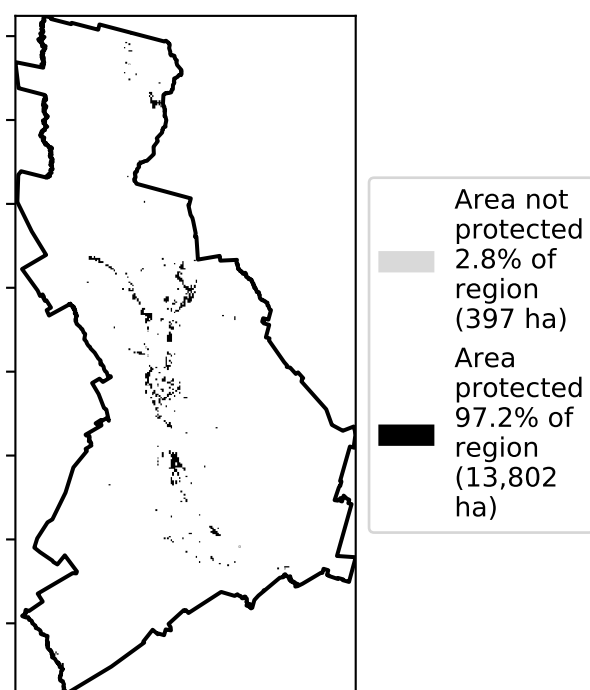 Area not
protected
2.8% of
region
(397 ha)
Area
protected
97.2% of
region
(13,802
ha)